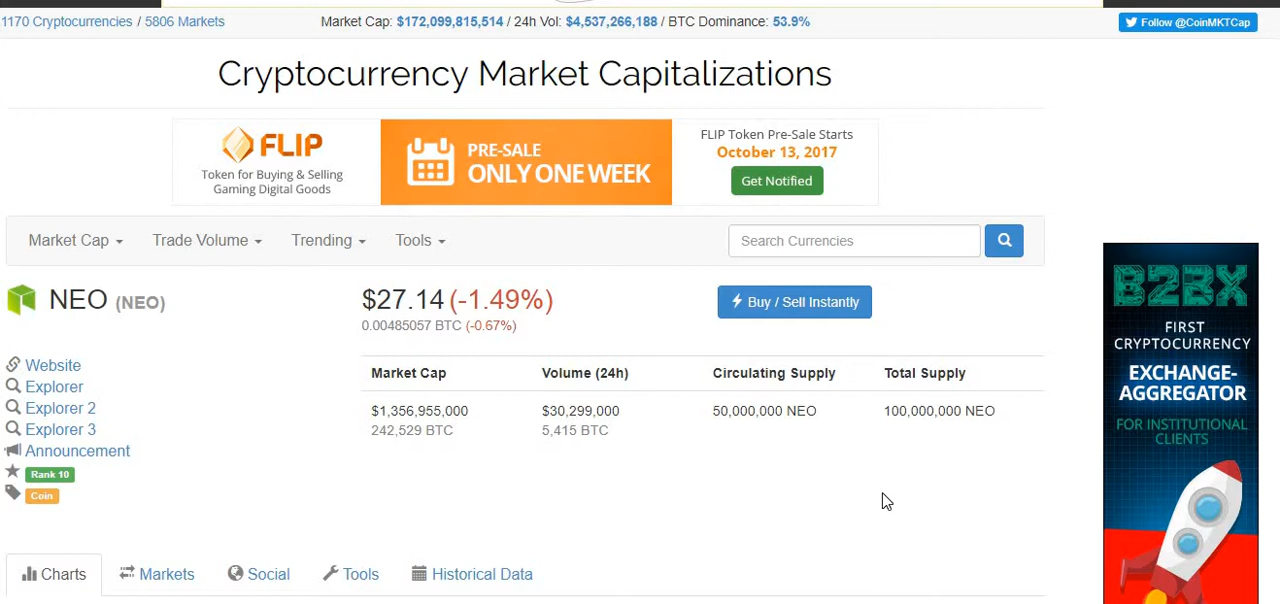 1170 Cryptocurrencies / 5806 Markets
Market Cap: $172,099,815,514 / 24h Vol: $4,537,266,188 / BTC Dominance: 53.9%
Follow @CoinMKTCap
Cryptocurrency Market Capitalizations
FLIP
Token for Buying & Selling
Gaming Digital Goods
PRE-SALE
ONLY ONE WEEK
FLIP Token Pre-Sale Starts
October 13, 2017
Get Notified
Market Cap
Trade Volume
Trending
Tools
Search Currencies
NEO (NEO)
$27.14 (-1.49%)
0.00485057 BTC (-0.67%)
Buy / Sell Instantly
Website
Explorer
Explorer 2
Explorer 3
Announcement
Rank 10
Coin
Market Cap Volume (24h) Circulating Supply Total Supply
$1,356,955,000 $30,299,000 50,000,000 NEO 100,000,000 NEO
242,529 BTC 5,415 BTC
B2BX
FIRST
CRYPTOCURRENCY
EXCHANGE-
AGGREGATOR
FOR INSTITUTIONAL
CLIENTS
Charts
Markets
Social
Tools
Historical Data